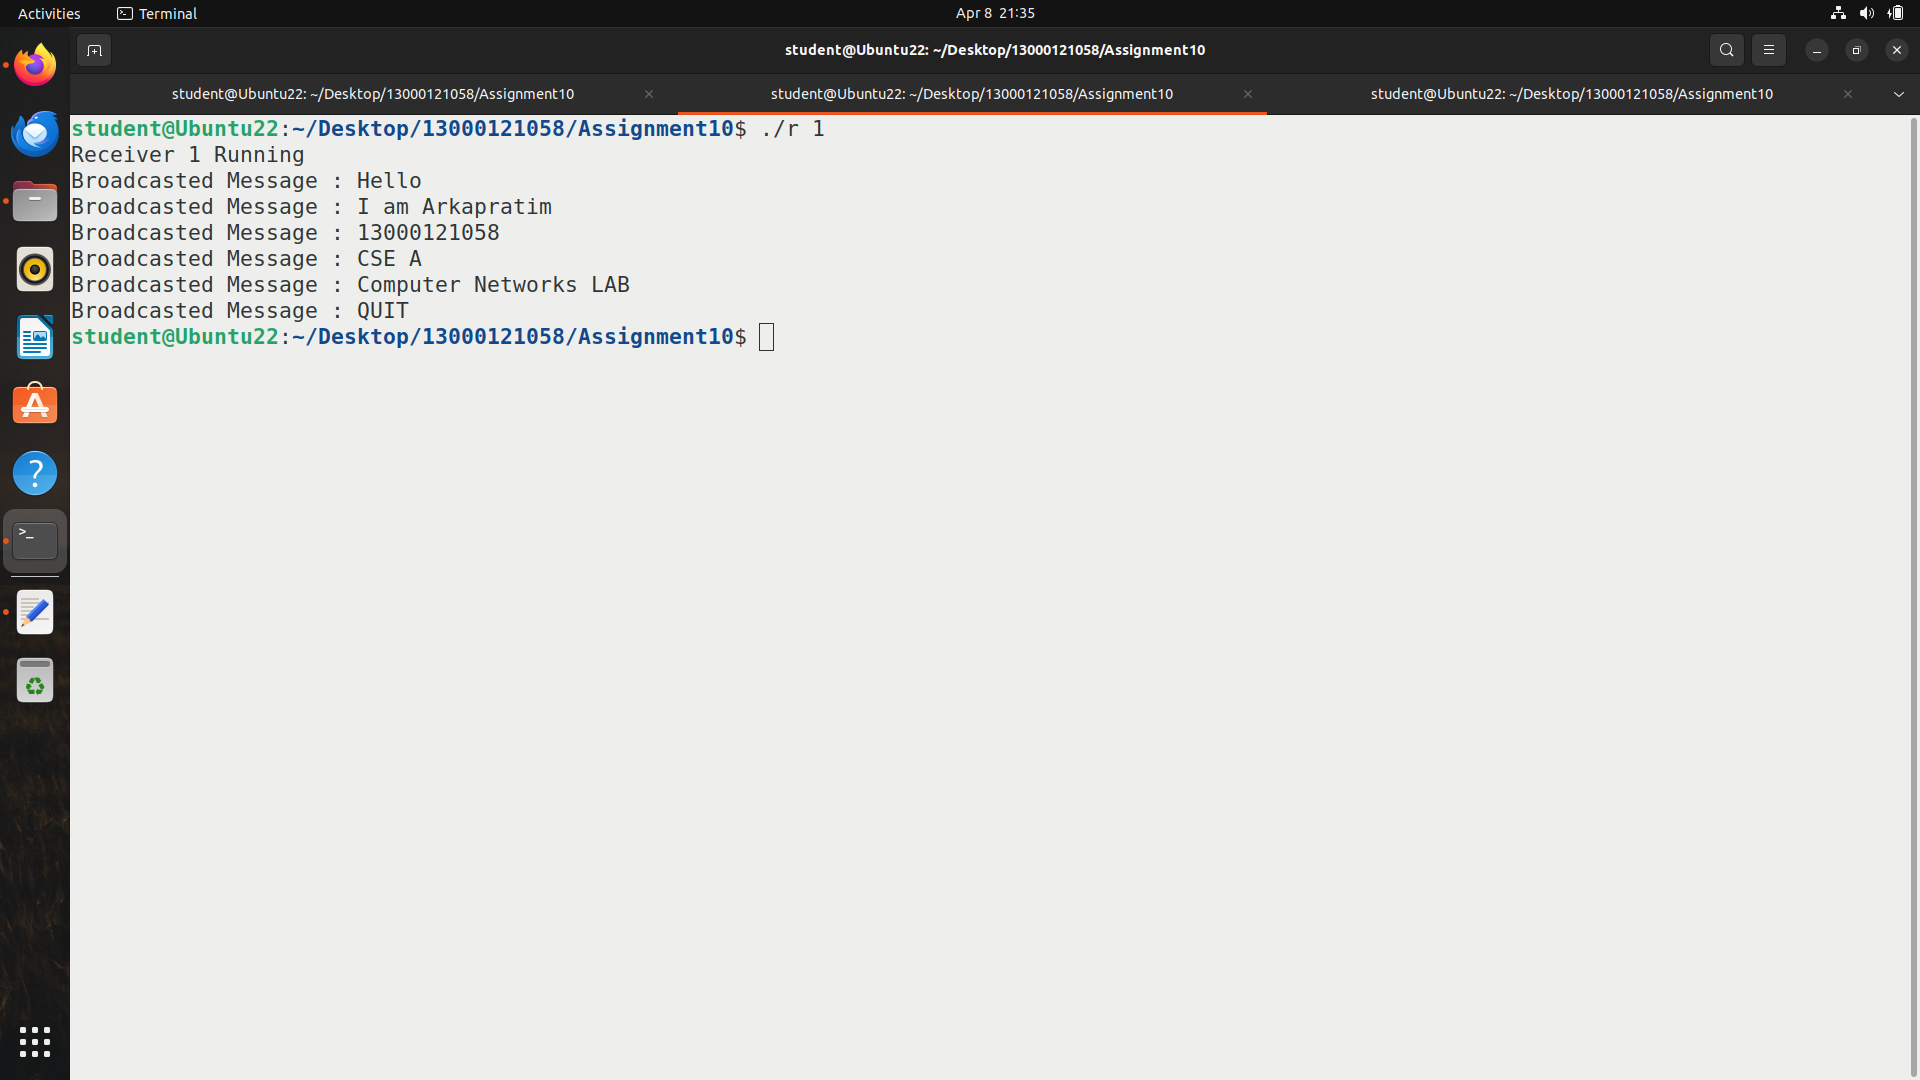 Activities Terminal Apr 8 21:35
student@Ubuntu22: ~/Desktop/13000121058/Assignment10
student@Ubuntu22: ~/Desktop/13000121058/Assignment10 student@Ubuntu22: ~/Desktop/13000121058/Assignment10 student@Ubuntu22: ~/Desktop/13000121058/Assignment10
student@Ubuntu22:~/Desktop/13000121058/Assignment10$ ./r 1
Receiver 1 Running
Broadcasted Message : Hello
Broadcasted Message : I am Arkapratim
Broadcasted Message : 13000121058
Broadcasted Message : CSE A
Broadcasted Message : Computer Networks LAB
Broadcasted Message : QUIT
student@Ubuntu22:~/Desktop/13000121058/Assignment10$